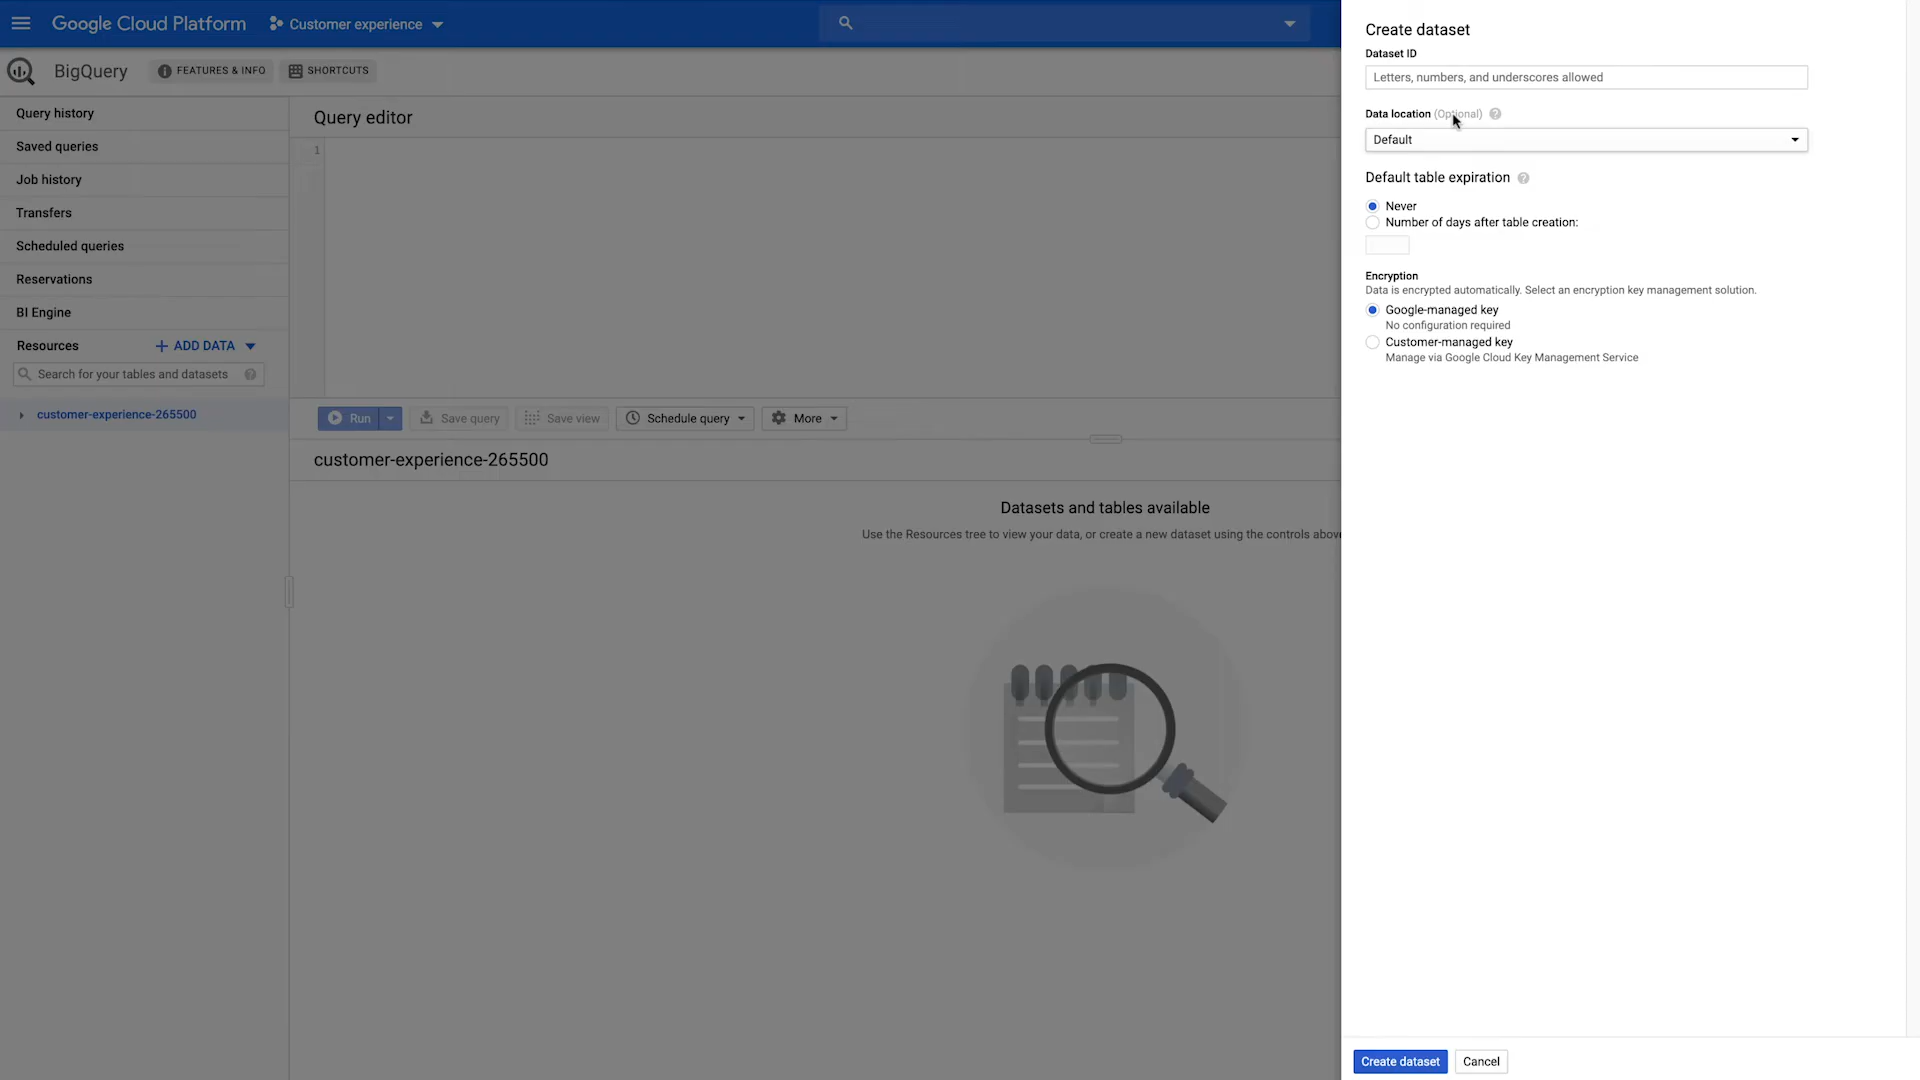 Google Cloud Platform
Customer experience
BigQuery
FEATURES & INFO
SHORTCUTS
Query history
Saved queries
Job history
Transfers
Scheduled queries
Reservations
BI Engine
Resources
ADD DATA
Search for your tables and datasets
customer-experience-265500
Query editor
1
Run
Save query
Save view
Schedule query
More
customer-experience-265500
Datasets and tables available
Use the Resources tree to view your data, or create a new dataset using the controls above
Create dataset
Dataset ID
Letters, numbers, and underscores allowed
Data location (Optional)
Default
Default table expiration
Never
Number of days after table creation:
Encryption
Data is encrypted automatically. Select an encryption key management solution.
Google-managed key
No configuration required
Customer-managed key
Manage via Google Cloud Key Management Service
Create dataset
Cancel